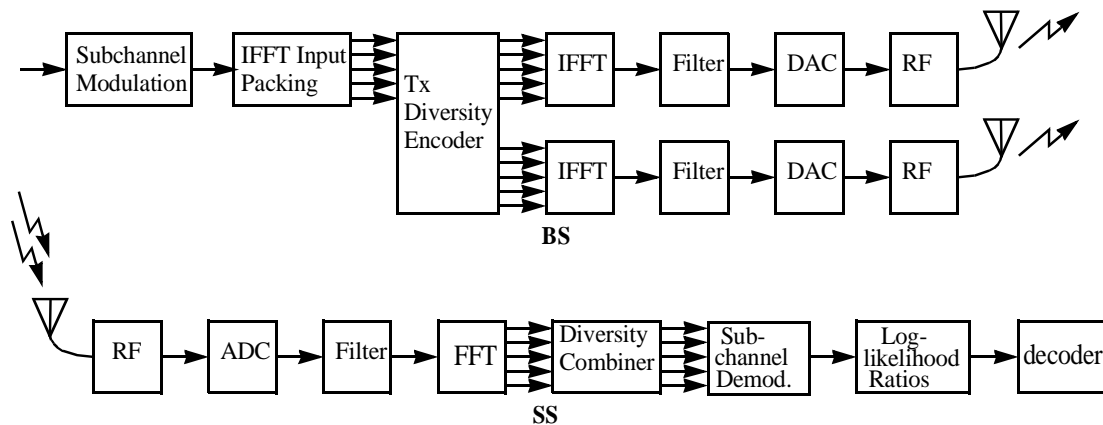 Subchannel
Modulation
IFFT Input
Packing
Tx
Diversity
Encoder
IFFT
Filter
DAC
RF
IFFT
Filter
DAC
RF
BS
RF
ADC
Filter
FFT
Diversity
Combiner
Sub-
channel
Demod.
Log-
likelihood
Ratios
decoder
SS